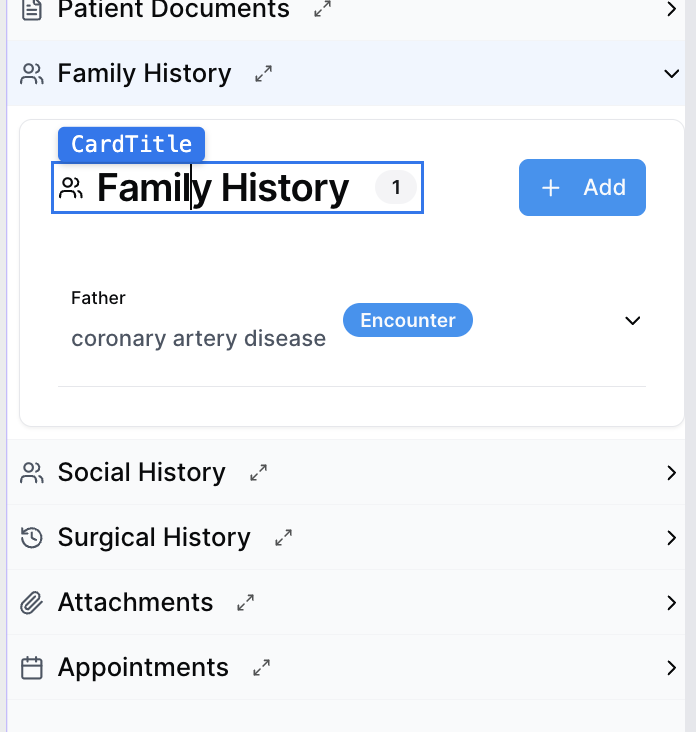 Patient Documents
Family History
CardTitle
Family History 1
Add
Father
coronary artery disease
Encounter
Social History
Surgical History
Attachments
Appointments